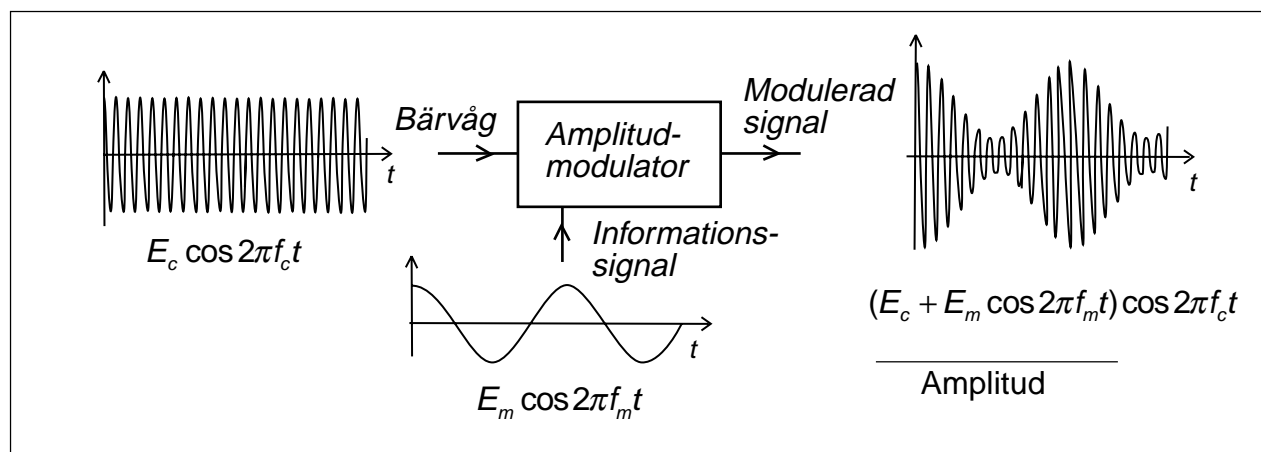 Bärvåg
Amplitud-
modulator
Modulerad
signal
t
t
E_c cos 2πf_c t
Informations-
signal
(E_c + E_m cos 2πf_m t) cos 2πf_c t
t
Amplitud
E_m cos 2πf_m t